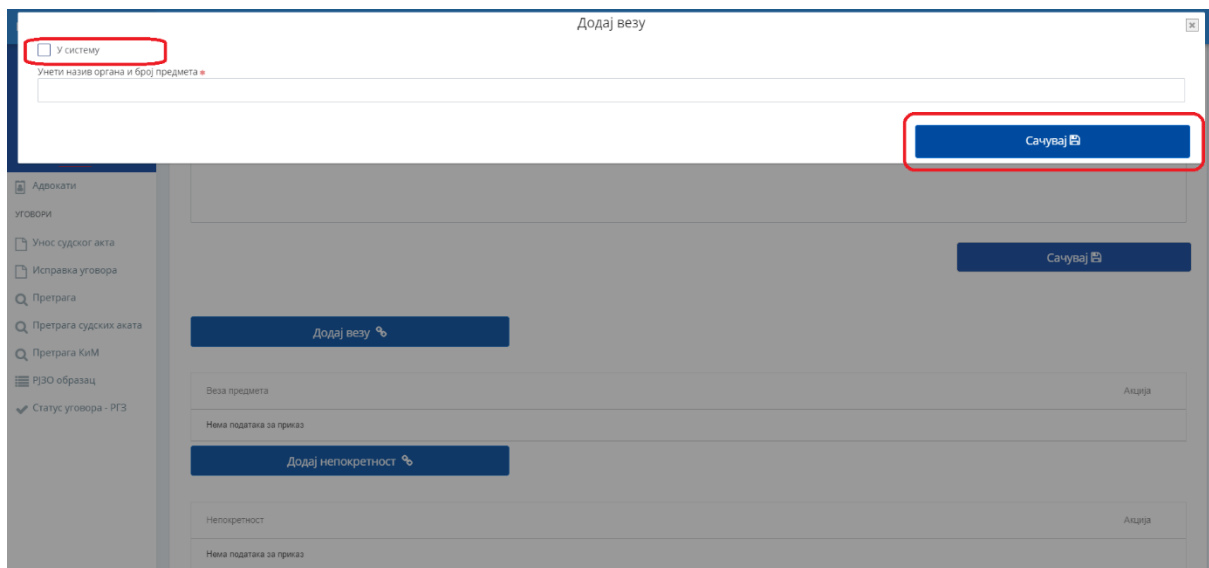 Додај везу
У систему
Унети назив органа и број предмета *
Сачувај
Адвокати
УГОВОРИ
Унос судског акта
Исправка уговора
Претрага
Претрага судских аката
Претрага КиМ
РЈЗО образац
Статус уговора - РГЗ
Сачувај
Додај везу
Веза предмета Акција
Нема података за приказ
Додај непокретност
Непокретност Акција
Нема података за приказ